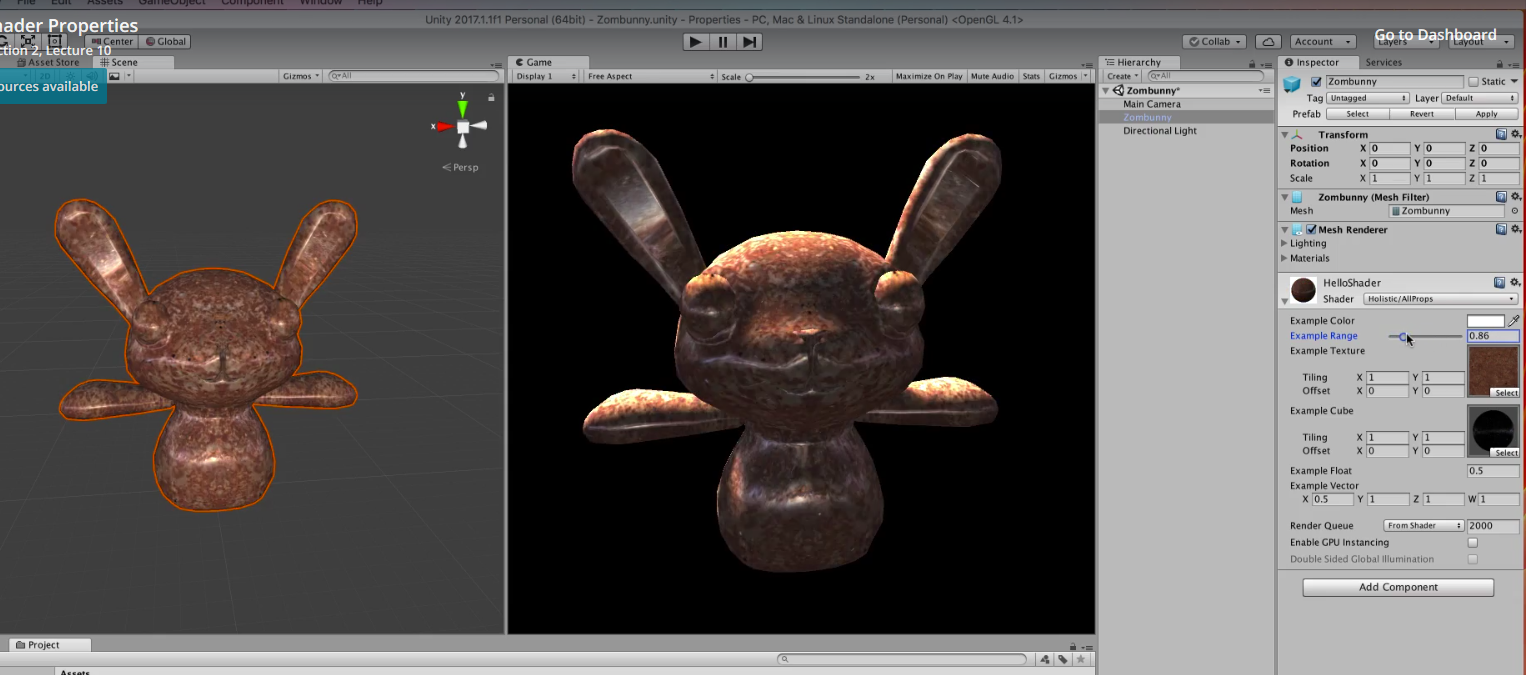 File Edit Assets GameObject Component Window Help
Unity 2017.1.1f1 Personal (64bit) - Zombunny.unity - Properties - PC, Mac & Linux Standalone (Personal) <OpenGL 4.1>
ader Properties
Go to Dashboard
Center Global
Collab Account Layers Layout
ction 2, Lecture 10
Asset Store Scene
Game
Hierarchy
Inspector Services
2D Gizmos All
Display 1 Free Aspect Scale 2x Maximize On Play Mute Audio Stats Gizmos
Create All
ources available
y
x
Persp
Zombunny*
Main Camera
Zombunny
Directional Light
Zombunny Static
Tag Untagged Layer Default
Prefab Select Revert Apply
Transform
Position X 0 Y 0 Z 0
Rotation X 0 Y 0 Z 0
Scale X 1 Y 1 Z 1
Zombunny (Mesh Filter)
Mesh Zombunny
Mesh Renderer
Lighting
Materials
HelloShader
Shader Holistic/AllProps
Example Color
Example Range 0.86
Example Texture
Tiling X 1 Y 1
Offset X 0 Y 0 Select
Example Cube
Tiling X 1 Y 1
Offset X 0 Y 0 Select
Example Float 0.5
Example Vector
X 0.5 Y 1 Z 1 W 1
Render Queue From Shader 2000
Enable GPU Instancing
Double Sided Global Illumination
Add Component
Project
Assets